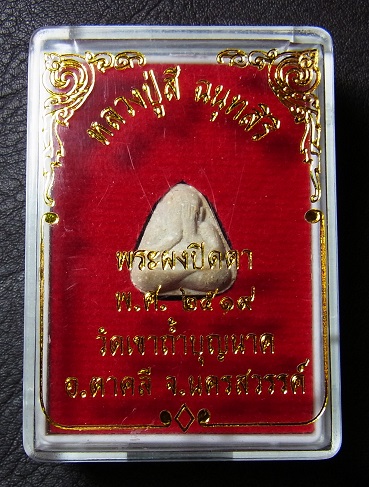 หลวงปู่สี ฉนฺทสิริ
พระผงปิดตา
พ.ศ. ๒๕๑๙
วัดเขาถ้ำบุญนาค
อ.ตาคลี จ.นครสวรรค์